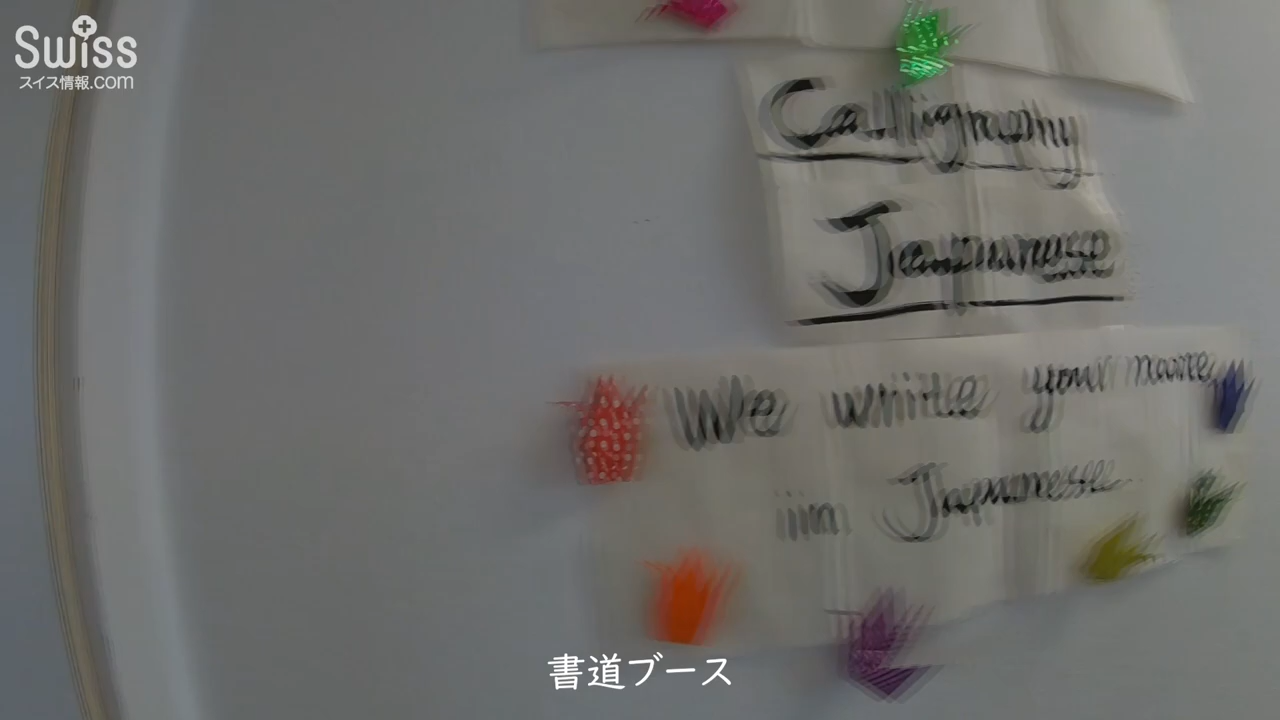 Swiss
スイス情報.com
Calligraphy
Japanese
We write your name
in Japanese
書道ブース